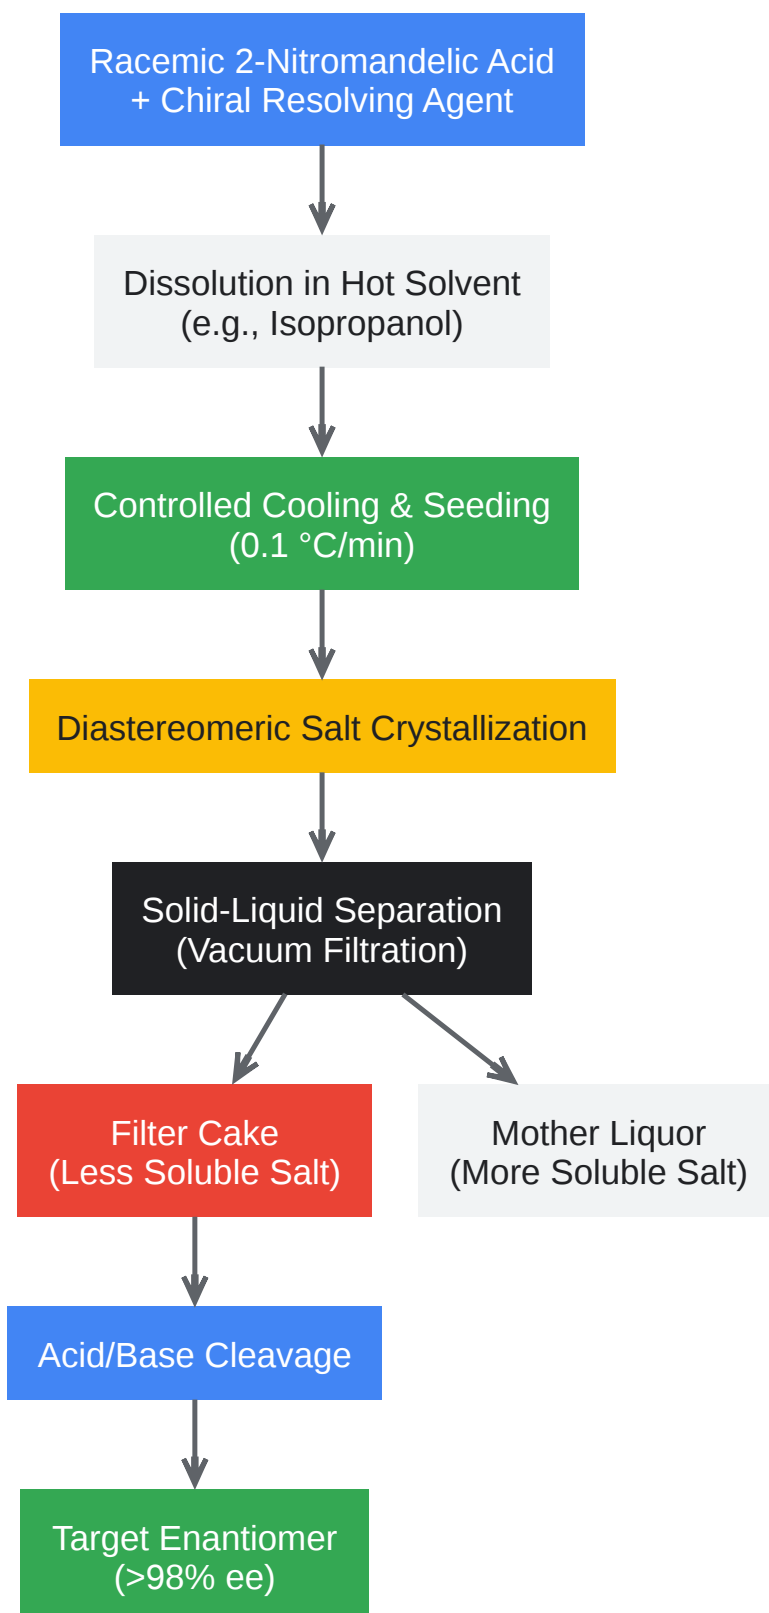 Racemic 2-Nitromandelic Acid
+ Chiral Resolving Agent
Dissolution in Hot Solvent
(e.g., Isopropanol)
Controlled Cooling & Seeding
(0.1 °C/min)
Diastereomeric Salt Crystallization
Solid-Liquid Separation
(Vacuum Filtration)
Filter Cake
(Less Soluble Salt)
Mother Liquor
(More Soluble Salt)
Acid/Base Cleavage
Target Enantiomer
(>98% ee)